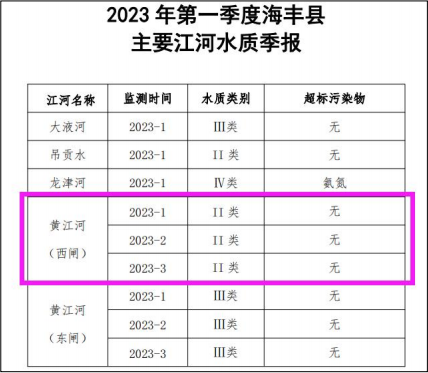 2023 年第一季度海丰县
主要江河水质季报
江河名称 监测时间 水质类别 超标污染物
大液河 2023-1 Ⅲ类 无
吊贡水 2023-1 II 类 无
龙津河 2023-1 Ⅳ类 氨氮
黄江河
（西闸）
2023-1 II 类 无
2023-2 II 类 无
2023-3 II 类 无
黄江河
（东闸）
2023-1 Ⅲ类 无
2023-2 Ⅲ类 无
2023-3 Ⅲ类 无